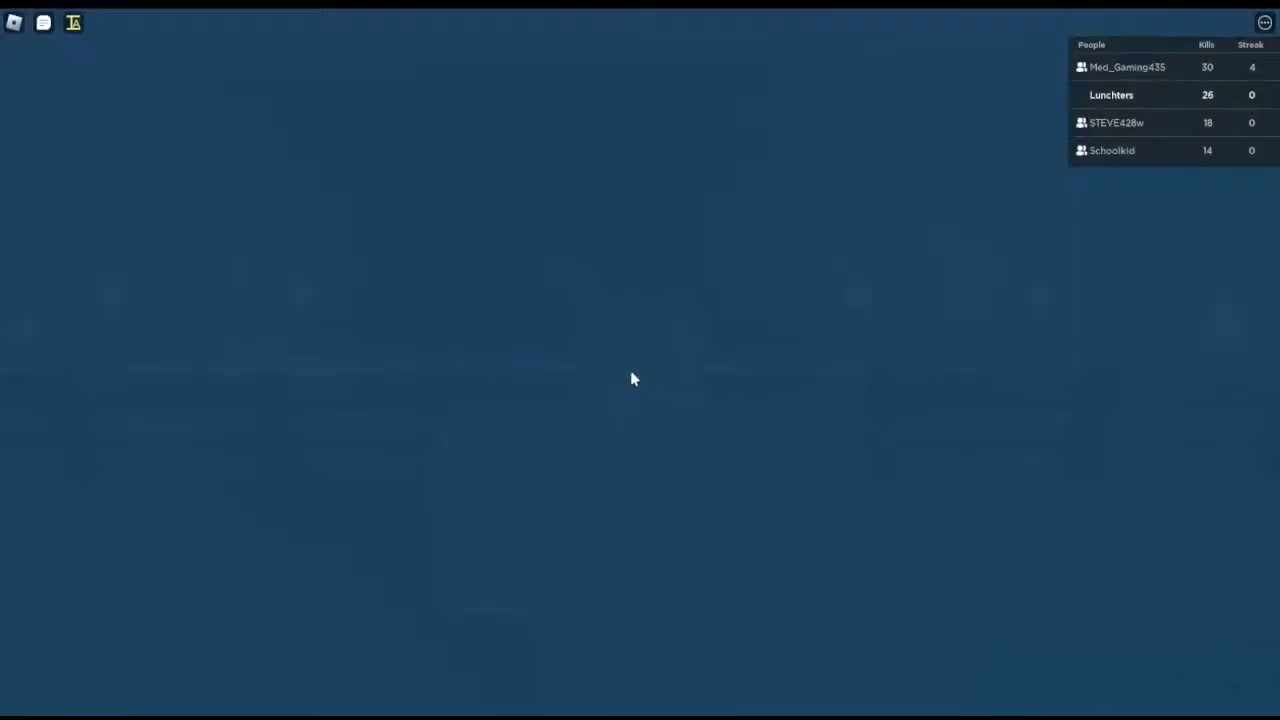 People Kills Streak
Med_Gaming435 30 4
Lunchters 26 0
STEVE428w 18 0
Schoolkid 14 0